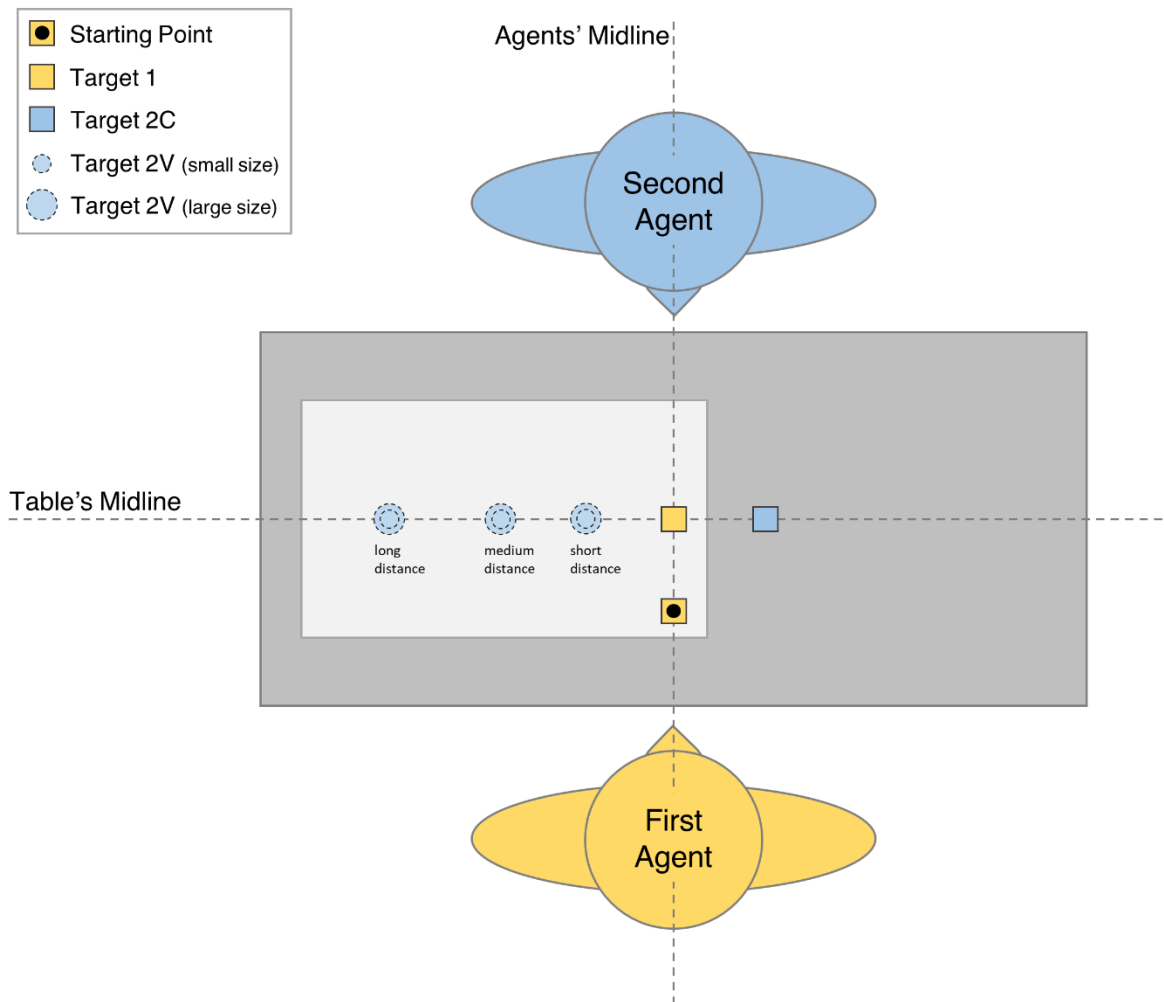 Starting Point
Target 1
Target 2C
Target 2V (small size)
Target 2V (large size)
Agents’ Midline
Second
Agent
Table's Midline
long
distance
medium
distance
short
distance
First
Agent